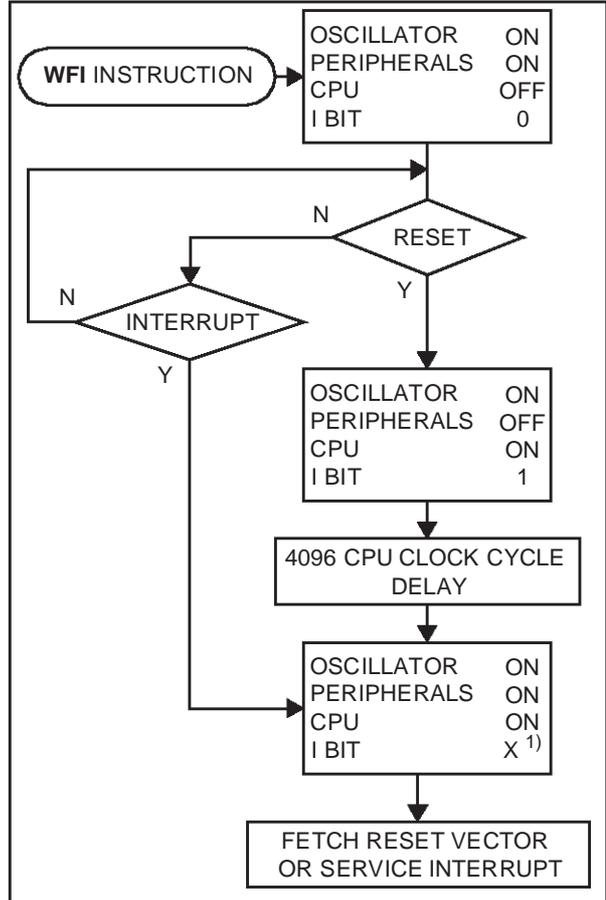 WFI INSTRUCTION
OSCILLATOR ON
PERIPHERALS ON
CPU OFF
I BIT 0
N
RESET
Y
N
INTERRUPT
Y
OSCILLATOR ON
PERIPHERALS OFF
CPU ON
I BIT 1
4096 CPU CLOCK CYCLE
DELAY
OSCILLATOR ON
PERIPHERALS ON
CPU ON
I BIT X 1)
FETCH RESET VECTOR
OR SERVICE INTERRUPT